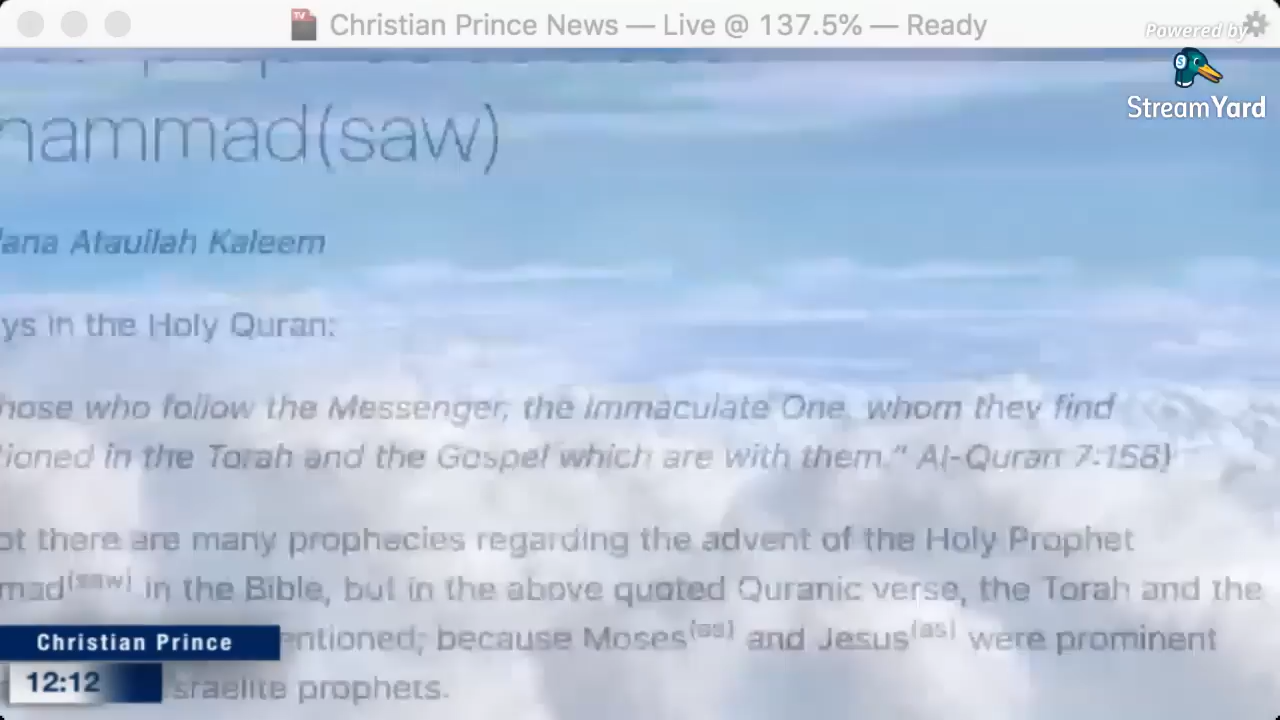 Christian Prince News — Live @ 137.5% — Ready
Powered by
StreamYard
hammad(saw)
lana Ataullah Kaleem
ys in the Holy Quran:
hose who follow the Messenger, the Immaculate One, whom they find
tioned in the Torah and the Gospel which are with them." Al-Quran 7:158)
ot there are many prophecies regarding the advent of the Holy Prophet
mad(saw) in the Bible, but in the above quoted Quranic verse, the Torah and the
entioned; because Moses(as) and Jesus(as) were prominent
sraelite prophets.
Christian Prince
12:12